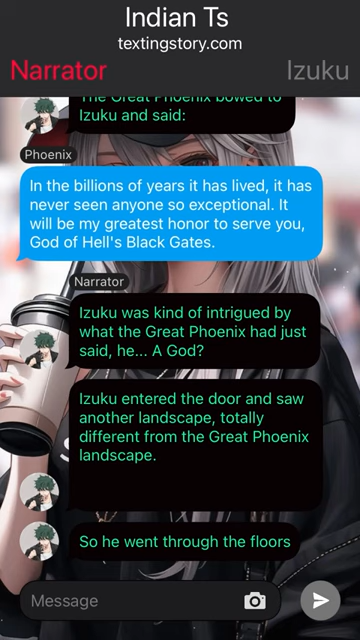 Indian Ts
textingstory.com
Narrator Izuku
The Great Phoenix bowed to
Izuku and said:
Phoenix
In the billions of years it has lived, it has
never seen anyone so exceptional. It
will be my greatest honor to serve you,
God of Hell's Black Gates.
Narrator
Izuku was kind of intrigued by
what the Great Phoenix had just
said, he... A God?
Izuku entered the door and saw
another landscape, totally
different from the Great Phoenix
landscape.
So he went through the floors
Message